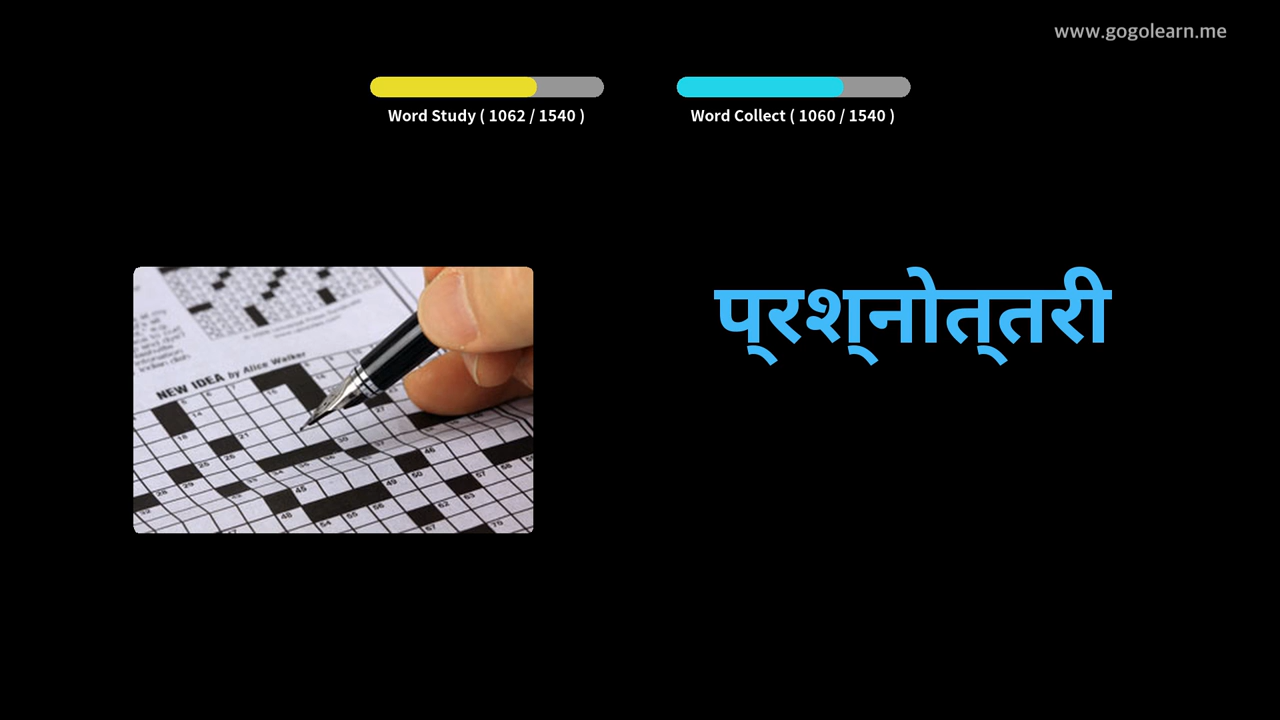 www.gogolearn.me
Word Study ( 1062 / 1540 )
Word Collect ( 1060 / 1540 )
प्‌रश्‌नोत्‌तरी
NEW IDEA by Alice Walker